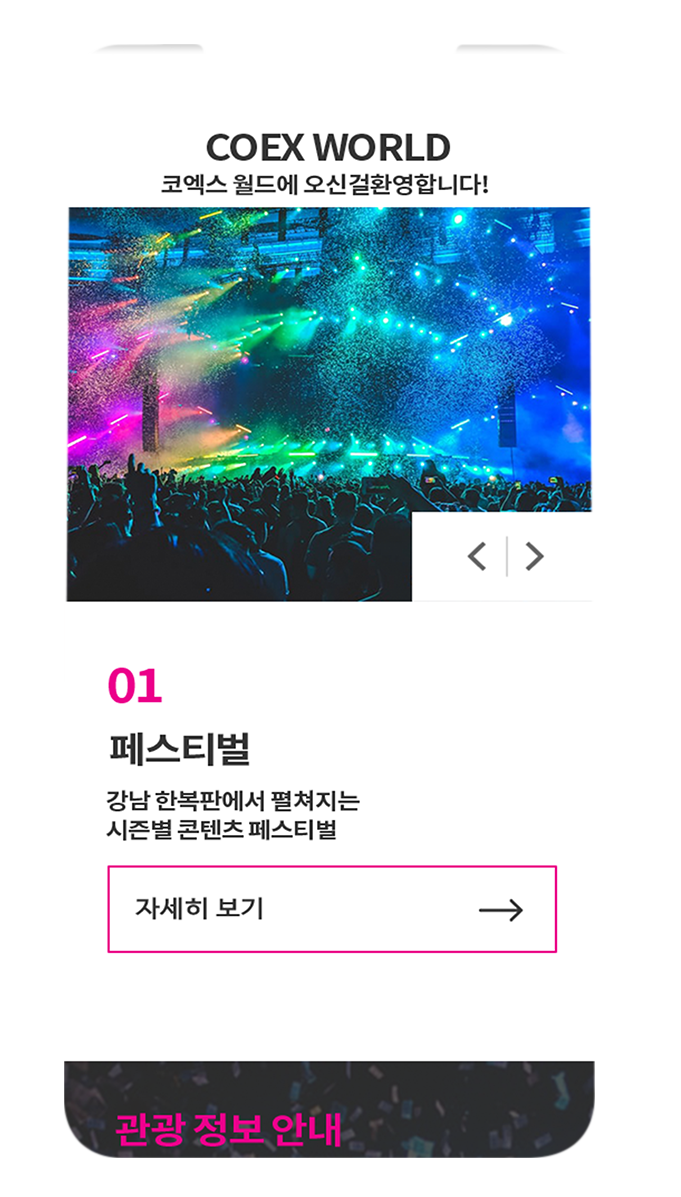 COEX WORLD
코엑스 월드에 오신걸환영합니다!
01
페스티벌
강남 한복판에서 펼쳐지는
시즌별 콘텐츠 페스티벌
자세히 보기
관광 정보 안내